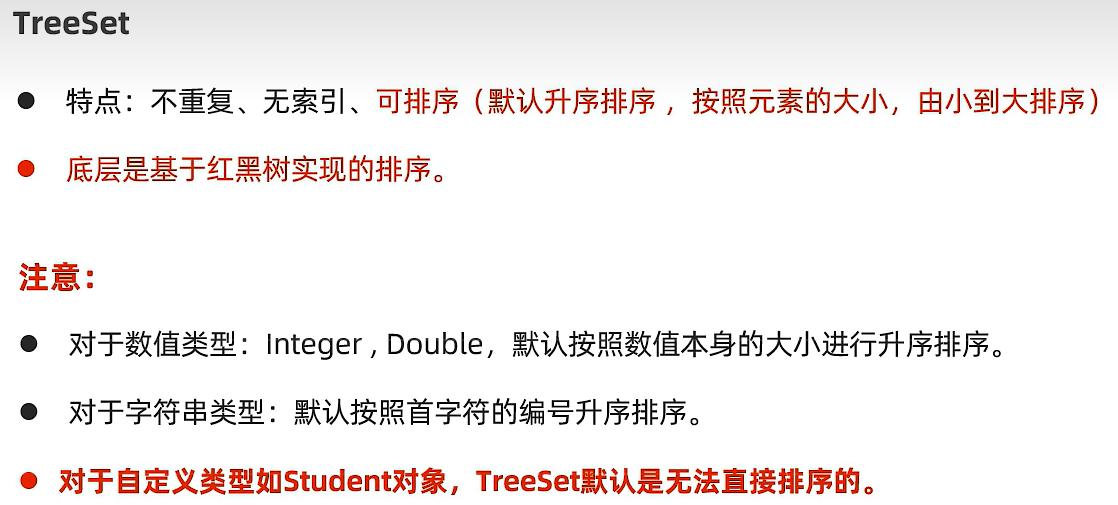 TreeSet
● 特点：不重复、无索引、可排序（默认升序排序 ，按照元素的大小，由小到大排序）
● 底层是基于红黑树实现的排序。
注意：
● 对于数值类型：Integer , Double，默认按照数值本身的大小进行升序排序。
● 对于字符串类型：默认按照首字符的编号升序排序。
● 对于自定义类型如Student对象，TreeSet默认是无法直接排序的。